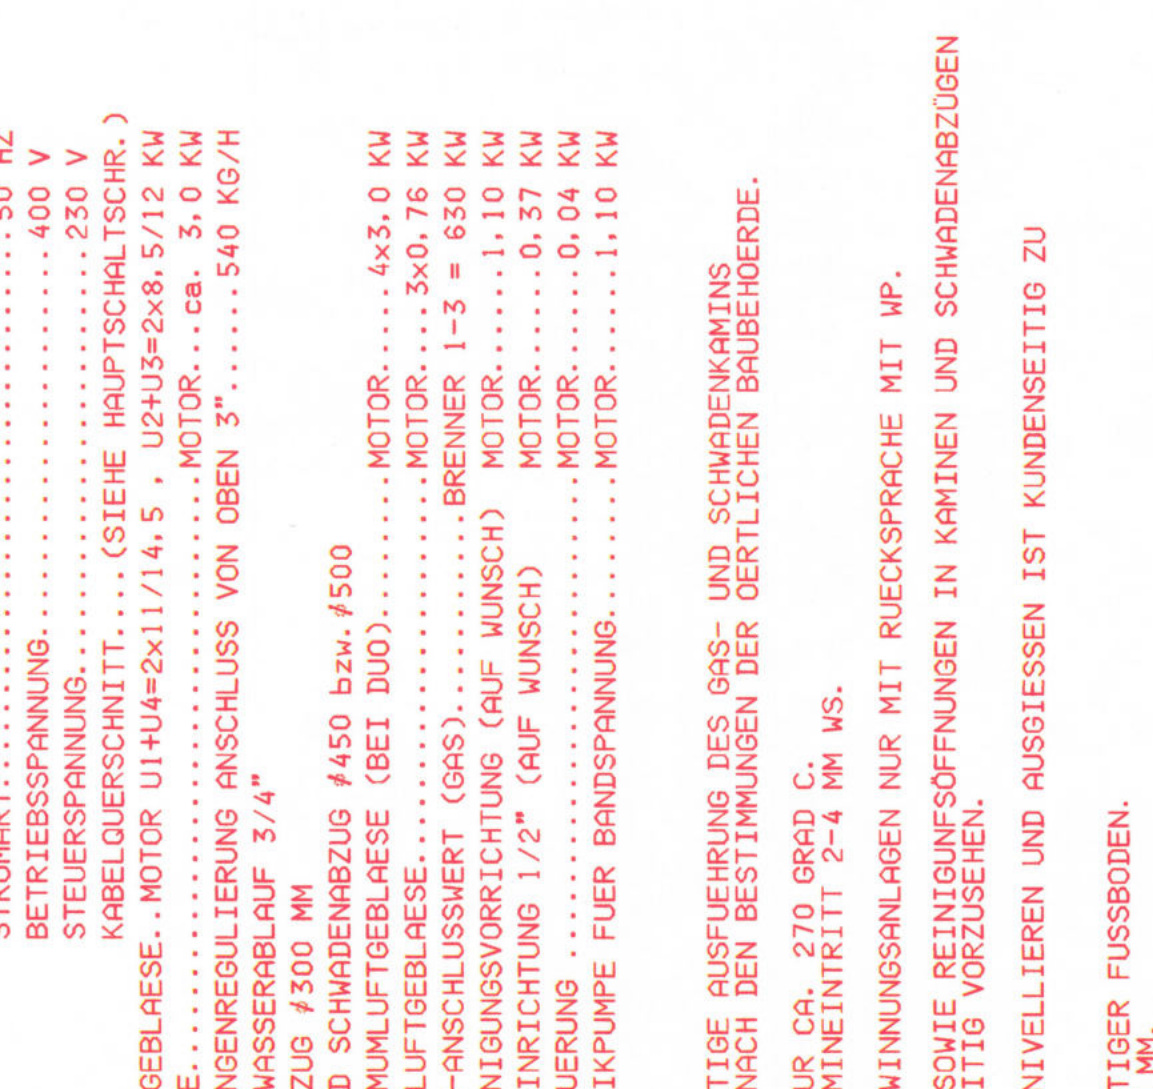 50 HZ
BETRIEBSSPANNUNG...................... 400 V
STEUERSPANNUNG........................230 V
KABELQUERSCHNITT....(SIEHE HAUPTSCHALTSCHR.)
GEBLAESE..MOTOR U1+U4=2x11/14,5 , U2+U3=2x8,5/12 KW
E....................................MOTOR...ca. 3,0 KW
NGENREGULIERUNG ANSCHLUSS VON OBEN 3"......540 KG/H
WASSERABLAUF 3/4"
ZUG ∅300 MM
D SCHWADENABZUG ∅450 bzw.∅500
MUMLUFTGEBLAESE (BEI DUO).........MOTOR.....4x3,0 KW
LUFTGEBLAESE......................MOTOR....3x0,76 KW
-ANSCHLUSSWERT (GAS)............BRENNER 1-3 = 630 KW
NIGUNGSVORRICHTUNG (AUF WUNSCH) MOTOR......1,10 KW
INRICHTUNG 1/2" (AUF WUNSCH) MOTOR......0,37 KW
UERUNG .........................MOTOR......0,04 KW
IKPUMPE FUER BANDSPANNUNG.........MOTOR......1,10 KW
TIGE AUSFUEHRUNG DES GAS- UND SCHWADENKAMINS
NACH DEN BESTIMMUNGEN DER OERTLICHEN BAUBEHOERDE.
UR CA. 270 GRAD C.
MINEINTRITT 2-4 MM WS.
WINNUNGSANLAGEN NUR MIT RUECKSPRACHE MIT WP.
SOWIE REINIGUNFSÖFFNUNGEN IN KAMINEN UND SCHWADENABZÜGEN
ITIG VORZUSEHEN.
NIVELLIEREN UND AUSGIESSEN IST KUNDENSEITIG ZU
TIGER FUSSBODEN.
MM.